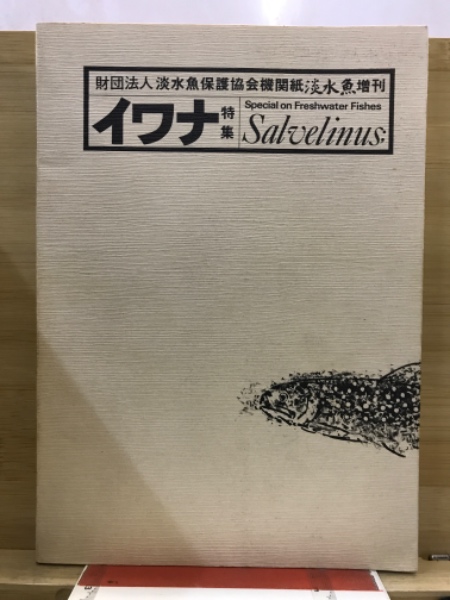 財団法人 淡水魚保護協会機関紙淡水魚増刊
イワナ特集
Special on Freshwater Fishes
Salvelinus;